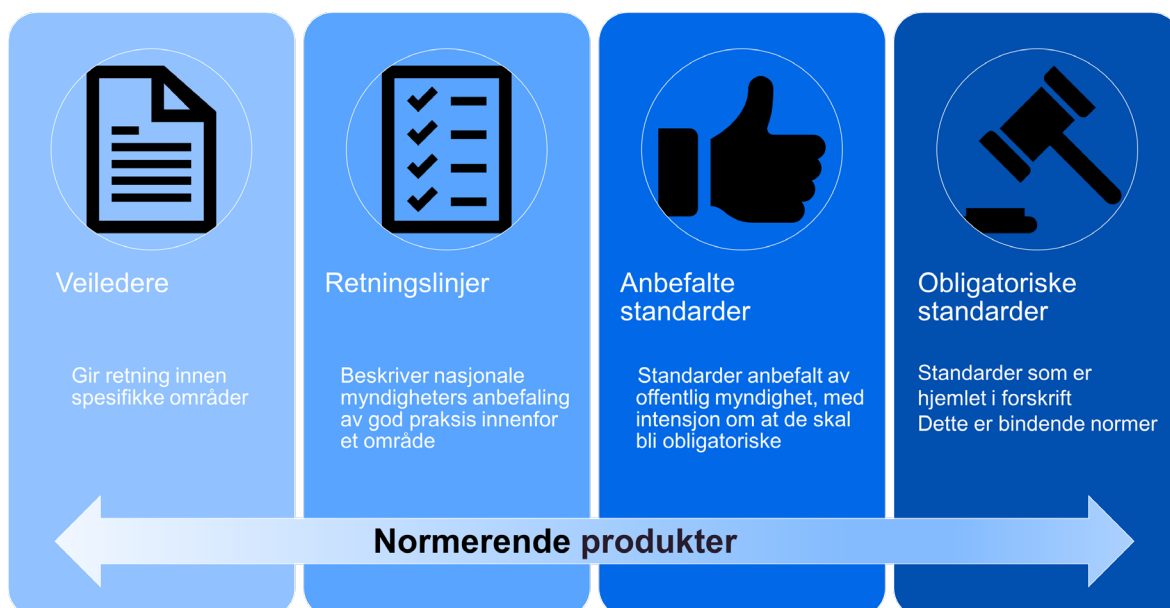 Veiledere
Gir retning innen
spesifikke områder
Retningslinjer
Beskriver nasjonale
myndigheters anbefaling
av god praksis innenfor
et område
Anbefalte
standarder
Standarder anbefalt av
offentlig myndighet, med
intensjon om at de skal
bli obligatoriske
Obligatoriske
standarder
Standarder som er
hjemlet i forskrift
Dette er bindende normer
Normerende produkter